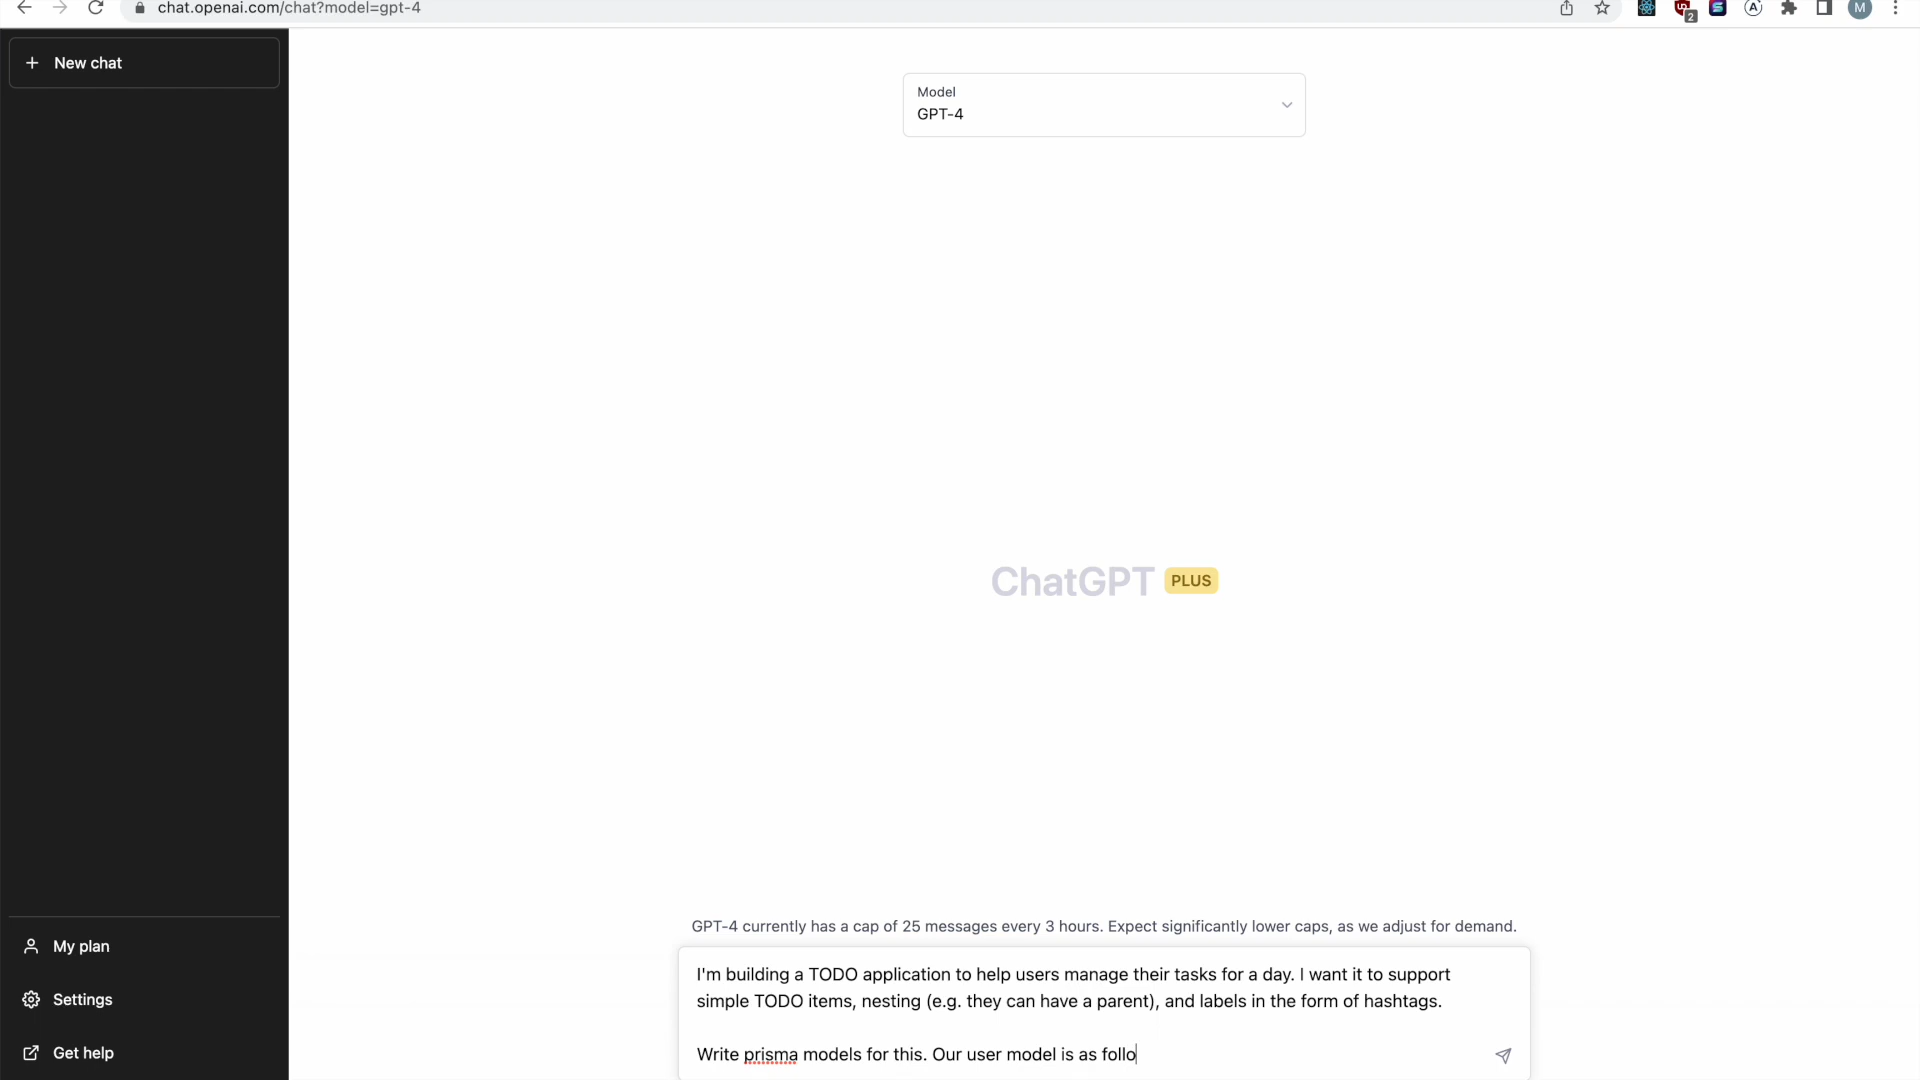 chat.openai.com/chat?model=gpt-4
2
A
M
New chat
Model
GPT-4
ChatGPT PLUS
GPT-4 currently has a cap of 25 messages every 3 hours. Expect significantly lower caps, as we adjust for demand.
My plan
Settings
Get help
I'm building a TODO application to help users manage their tasks for a day. I want it to support
simple TODO items, nesting (e.g. they can have a parent), and labels in the form of hashtags.
Write prisma models for this. Our user model is as follo